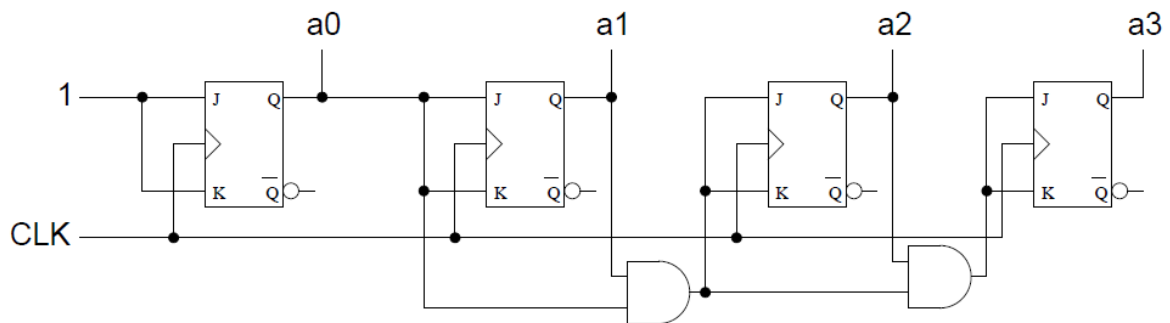 a0 a1 a2 a3
1 J Q J Q J Q J Q
K Q̅ K Q̅ K Q̅ K Q̅
CLK